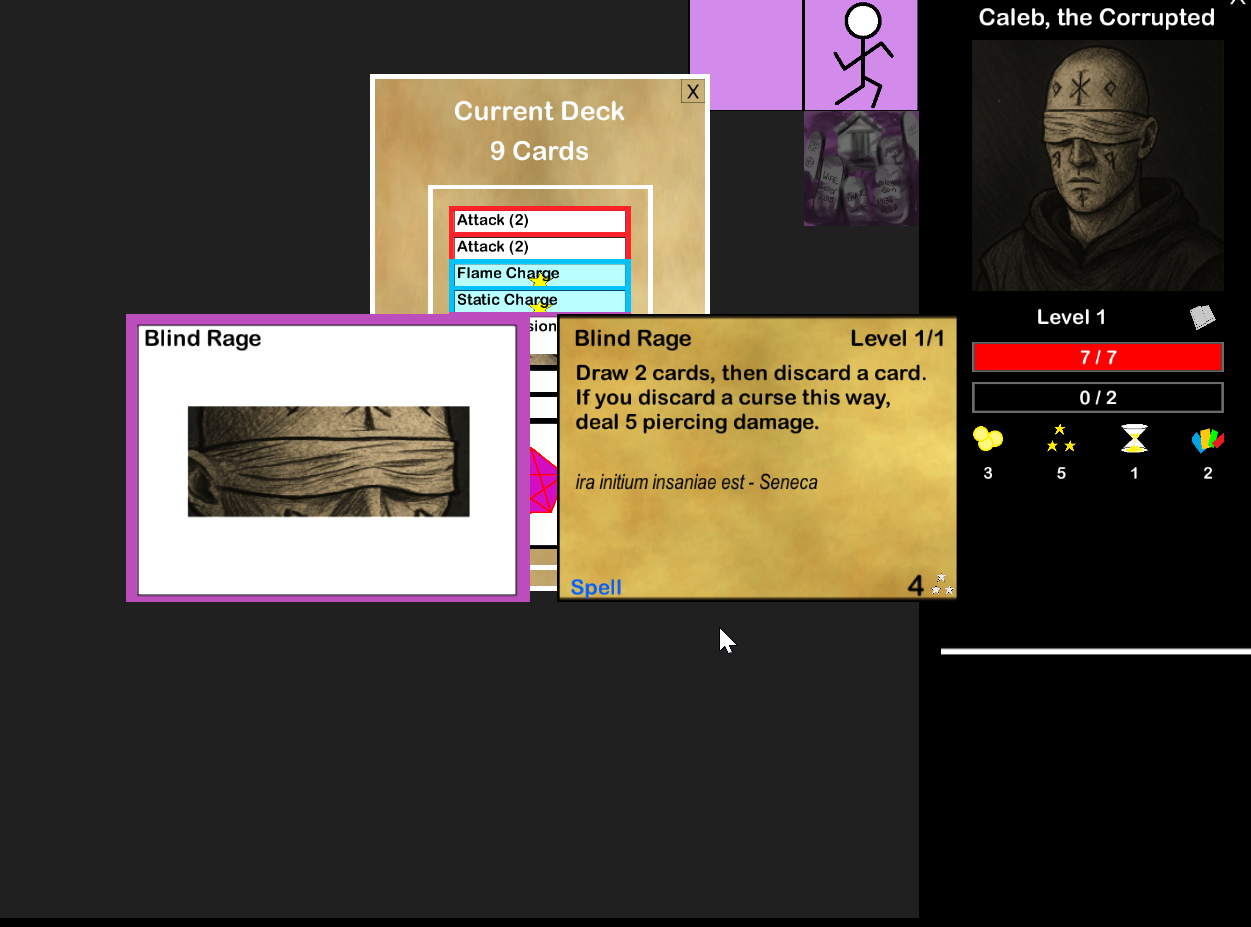 X
Caleb, the Corrupted
X
Current Deck
9 Cards
Attack (2)
Attack (2)
Flame Charge
Static Charge
sion
Blind Rage
Blind Rage
Level 1/1
Draw 2 cards, then discard a card.
If you discard a curse this way,
deal 5 piercing damage.
ira initium insaniae est - Seneca
Spell
4
WIFE
Level 1
7 / 7
0 / 2
3
5
1
2